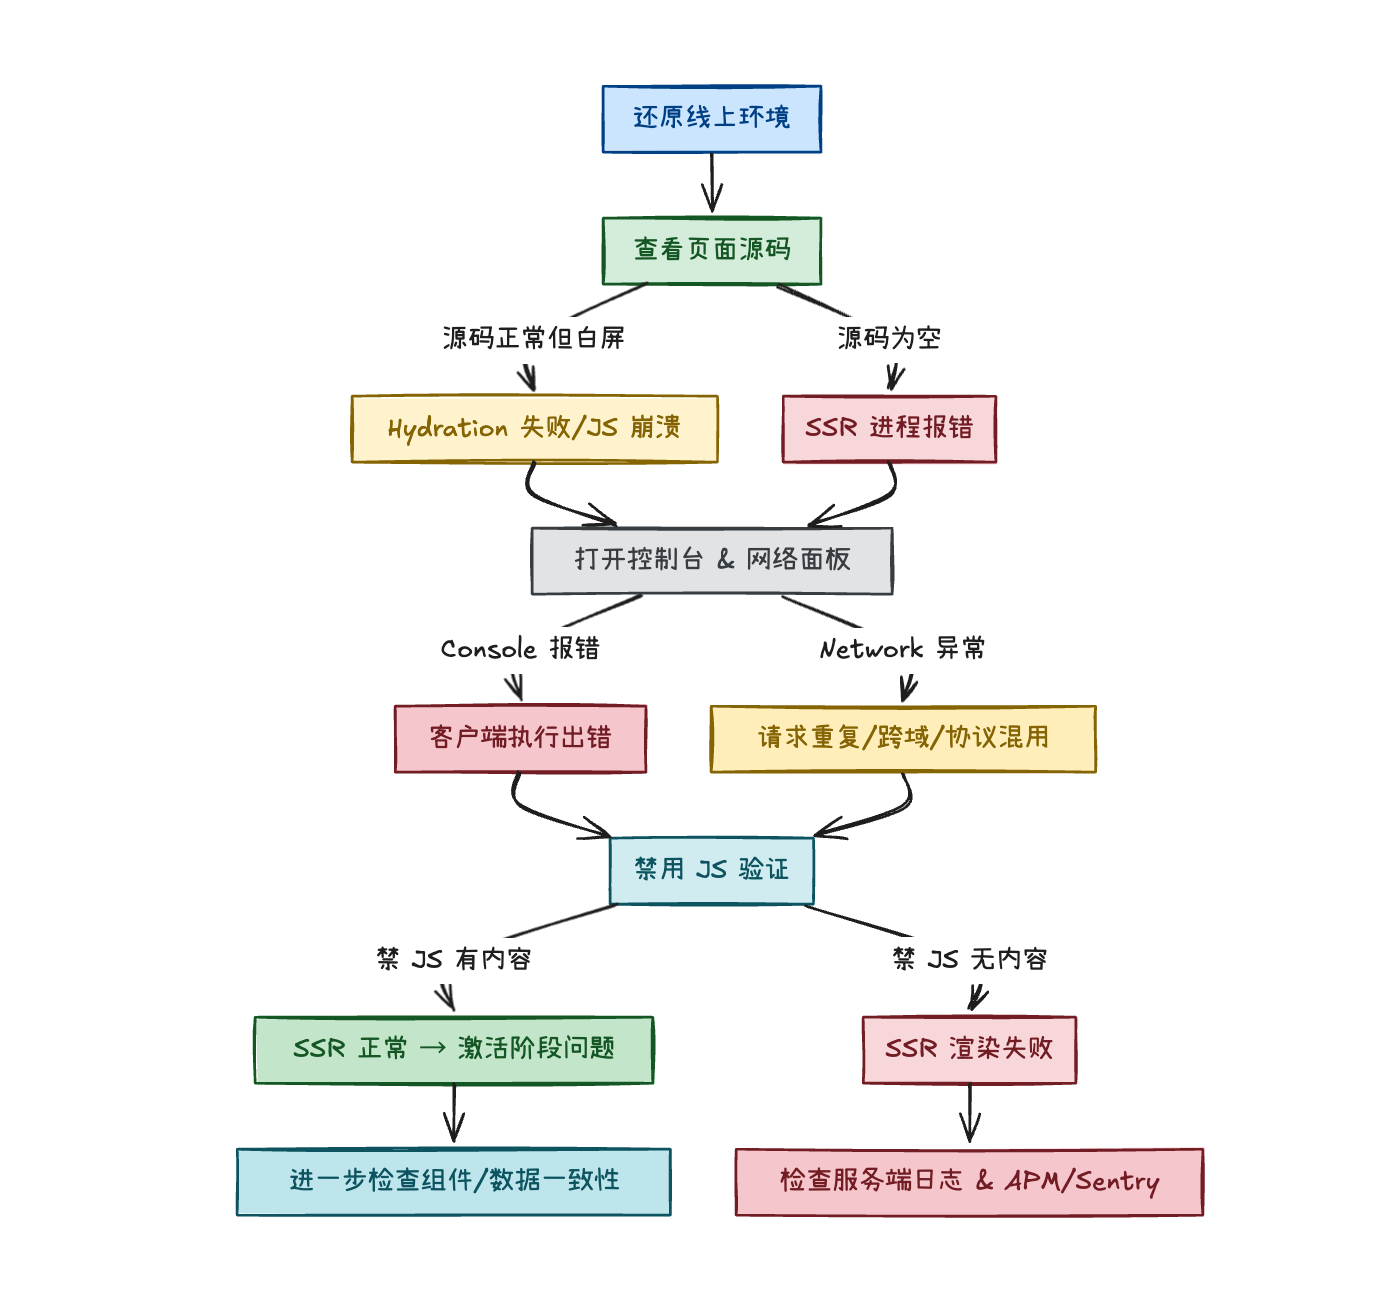 还原线上环境
查看页面源码
源码正常但白屏
源码为空
Hydration 失败/JS 崩溃
SSR 进程报错
打开控制台 & 网络面板
Console 报错
Network 异常
客户端执行出错
请求重复/跨域/协议混用
禁用 JS 验证
禁 JS 有内容
禁 JS 无内容
SSR 正常 → 激活阶段问题
SSR 渲染失败
进一步检查组件/数据一致性
检查服务端日志 & APM/Sentry